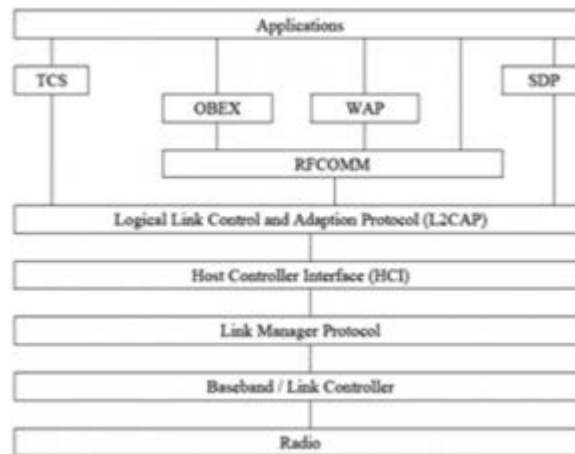 Applications
TCS
SDP
OBEX
WAP
RFCOMM
Logical Link Control and Adaption Protocol (L2CAP)
Host Controller Interface (HCI)
Link Manager Protocol
Baseband / Link Controller
Radio